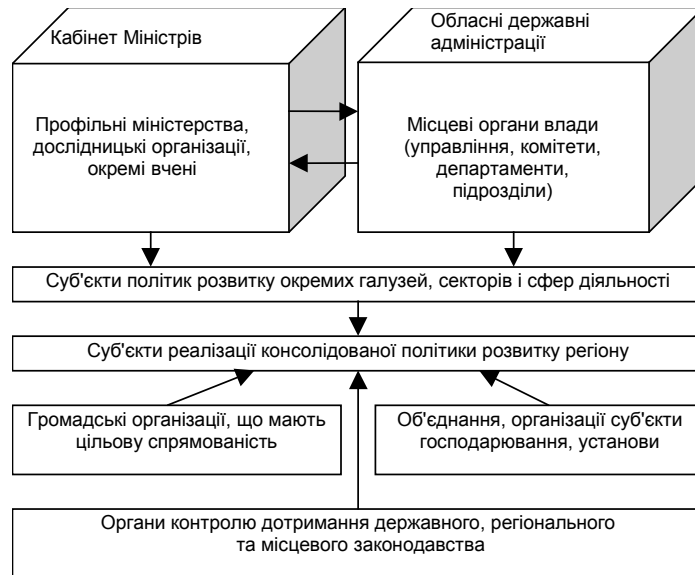 Кабінет Міністрів
Обласні державні
адміністрації
Профільні міністерства,
дослідницькі організації,
окремі вчені
Місцеві органи влади
(управління, комітети,
департаменти,
підрозділи)
Суб'єкти політик розвитку окремих галузей, секторів і сфер діяльності
Суб'єкти реалізації консолідованої політики розвитку регіону
Громадські організації, що мають
цільову спрямованість
Об'єднання, організації суб'єкти
господарювання, установи
Органи контролю дотримання державного, регіонального
та місцевого законодавства